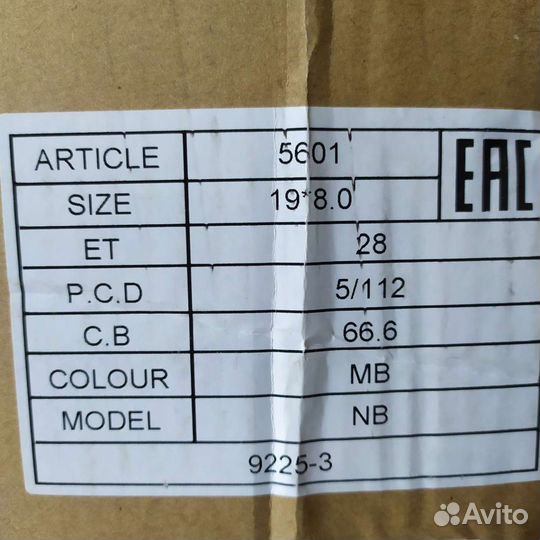 ARTICLE 5601 EAC
SIZE 19*8.0
ET 28
P.C.D 5/112
C.B 66.6
COLOUR MB
MODEL NB
9225-3
Avito